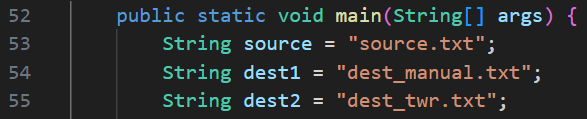 52 public static void main(String[] args) {
53 String source = "source.txt";
54 String dest1 = "dest_manual.txt";
55 String dest2 = "dest_twr.txt";